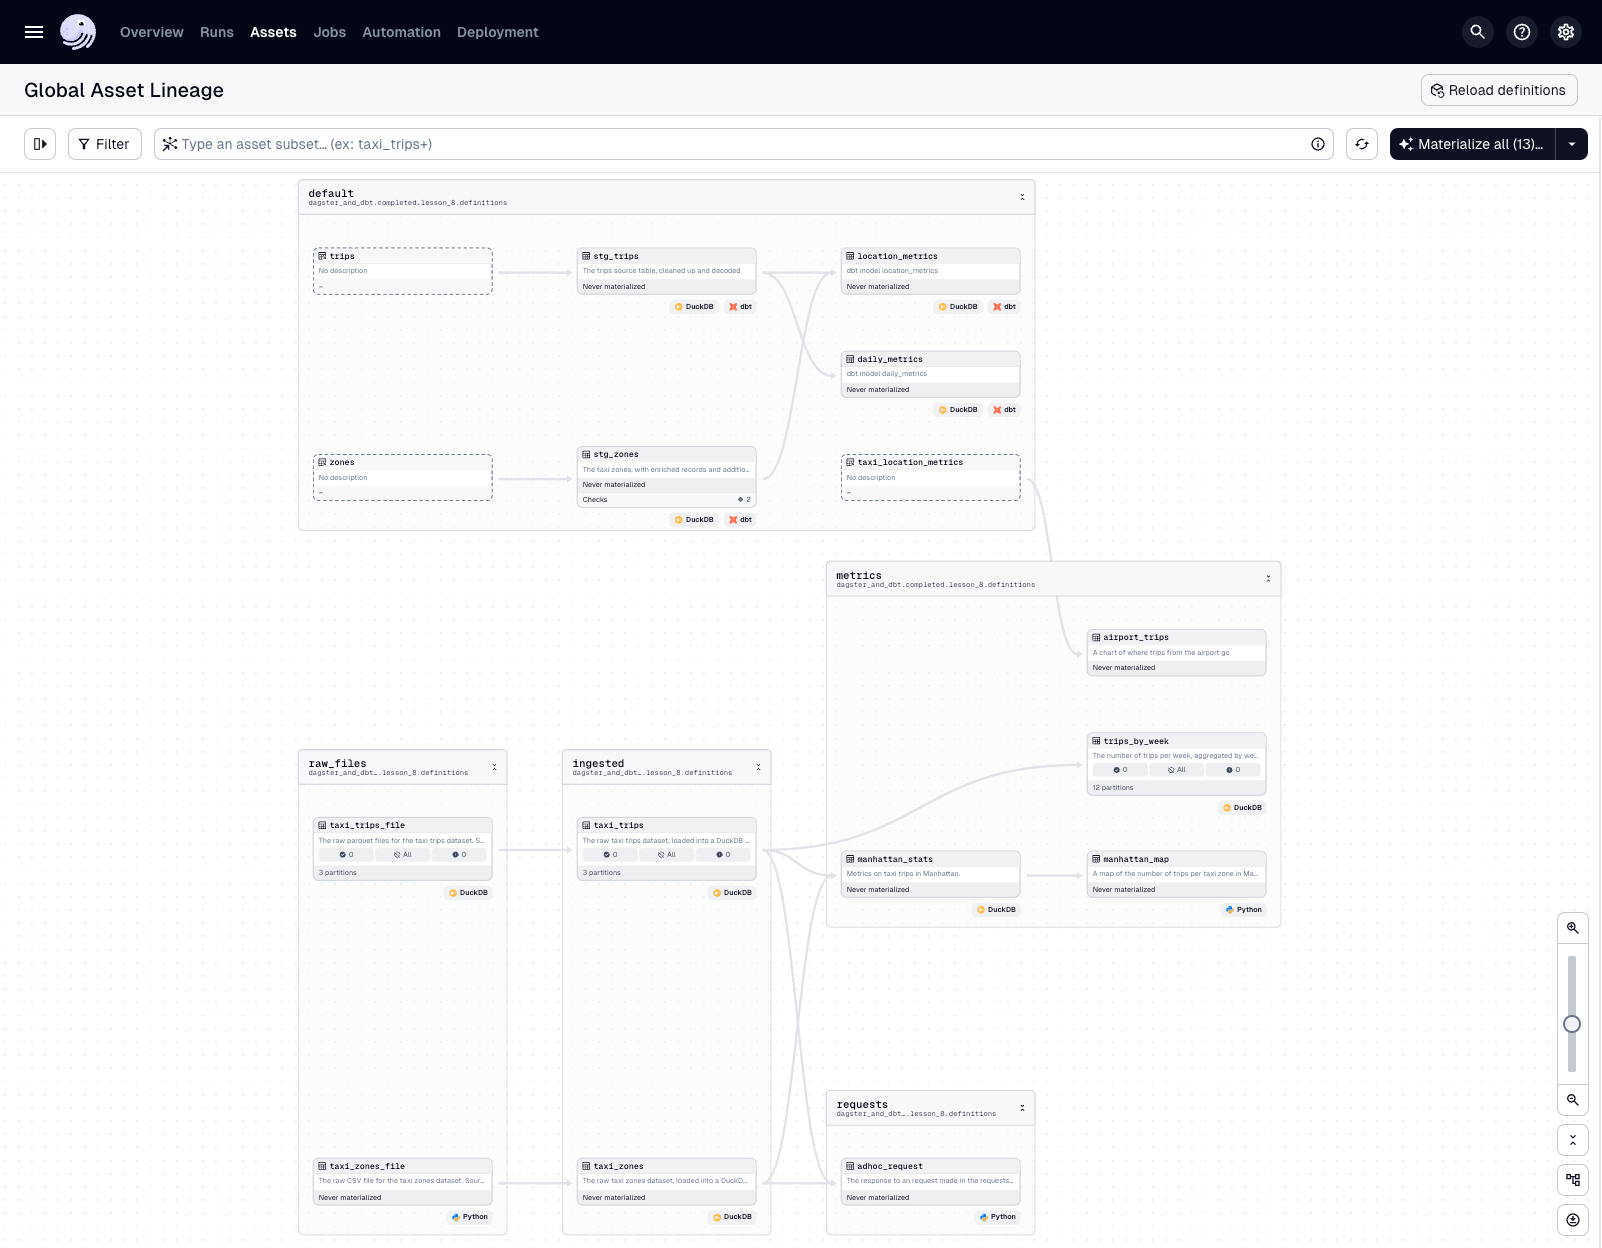 Overview Runs Assets Jobs Automation Deployment
Global Asset Lineage
Reload definitions
Filter
Type an asset subset… (ex: taxi_trips+)
Materialize all (13)…
default
dagster_and_dbt.completed.lesson_8.definitions
trips
No description
–
stg_trips
The trips source table, cleaned up and decoded
Never materialized
DuckDB dbt
location_metrics
dbt model location_metrics
Never materialized
DuckDB dbt
daily_metrics
dbt model daily_metrics
Never materialized
DuckDB dbt
zones
No description
–
stg_zones
The taxi zones, with enriched records and additio…
Never materialized
Checks 2
DuckDB dbt
taxi_location_metrics
No description
–
metrics
dagster_and_dbt.completed.lesson_8.definitions
airport_trips
A chart of where trips from the airport go
Never materialized
trips_by_week
The number of trips per week, aggregated by we…
0 All 0
12 partitions
DuckDB
manhattan_stats
Metrics on taxi trips in Manhattan.
Never materialized
DuckDB
manhattan_map
A map of the number of trips per taxi zone in Ma…
Never materialized
Python
raw_files
dagster_and_dbt….lesson_8.definitions
taxi_trips_file
The raw parquet files for the taxi trips dataset. S…
0 All 0
3 partitions
DuckDB
taxi_zones_file
The raw CSV file for the taxi zones dataset. Sour…
Never materialized
Python
ingested
dagster_and_dbt….lesson_8.definitions
taxi_trips
The raw taxi trips dataset, loaded into a DuckDB …
0 All 0
3 partitions
DuckDB
taxi_zones
The raw taxi zones dataset, loaded into a DuckD…
Never materialized
DuckDB
requests
dagster_and_dbt….lesson_8.definitions
adhoc_request
The response to an request made in the requests…
Never materialized
Python